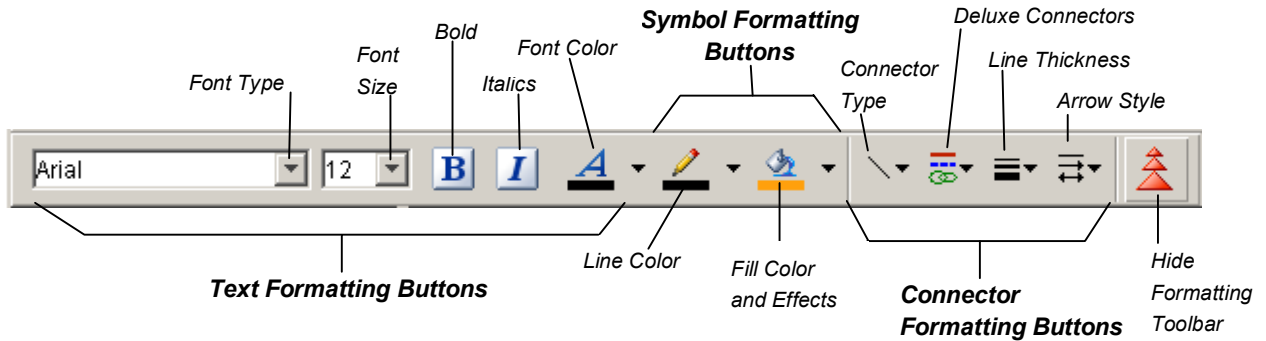 Symbol Formatting
Buttons
Deluxe Connectors
Bold
Font Color
Font
Size
Font Type
Italics
Connector
Type
Line Thickness
Arrow Style
Arial
12
B
I
A
Line Color
Fill Color
and Effects
Hide
Formatting
Toolbar
Text Formatting Buttons
Connector
Formatting Buttons